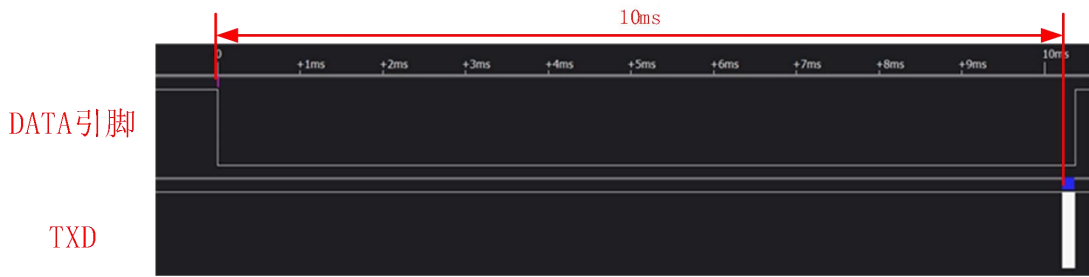 10ms
0 +1ms +2ms +3ms +4ms +5ms +6ms +7ms +8ms +9ms 10ms
DATA引脚
TXD